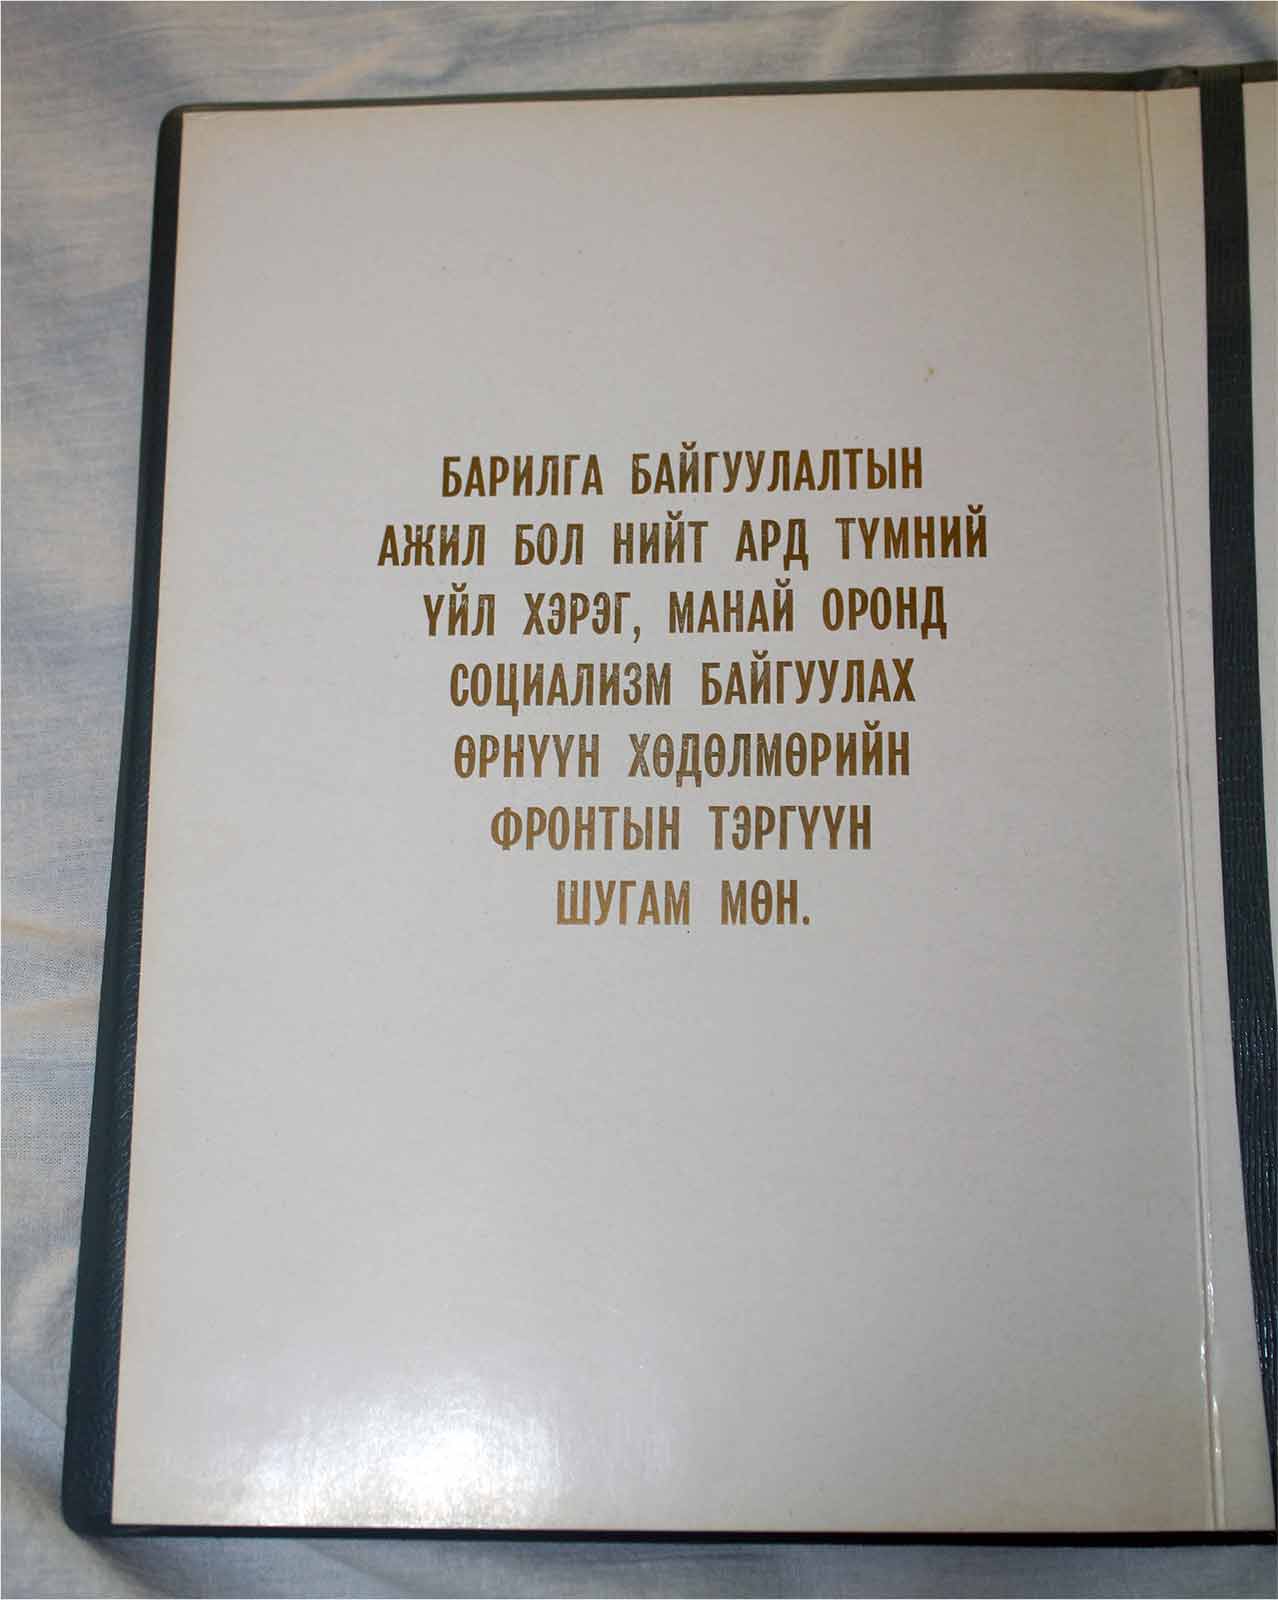 БАРИЛГА БАЙГУУЛАЛТЫН
АЖИЛ БОЛ НИЙТ АРД ТҮМНИЙ
ҮЙЛ ХЭРЭГ, МАНАЙ ОРОНД
СОЦИАЛИЗМ БАЙГУУЛАХ
ӨРНҮҮН ХӨДӨЛМӨРИЙН
ФРОНТЫН ТЭРГҮҮН
ШУГАМ МӨН.